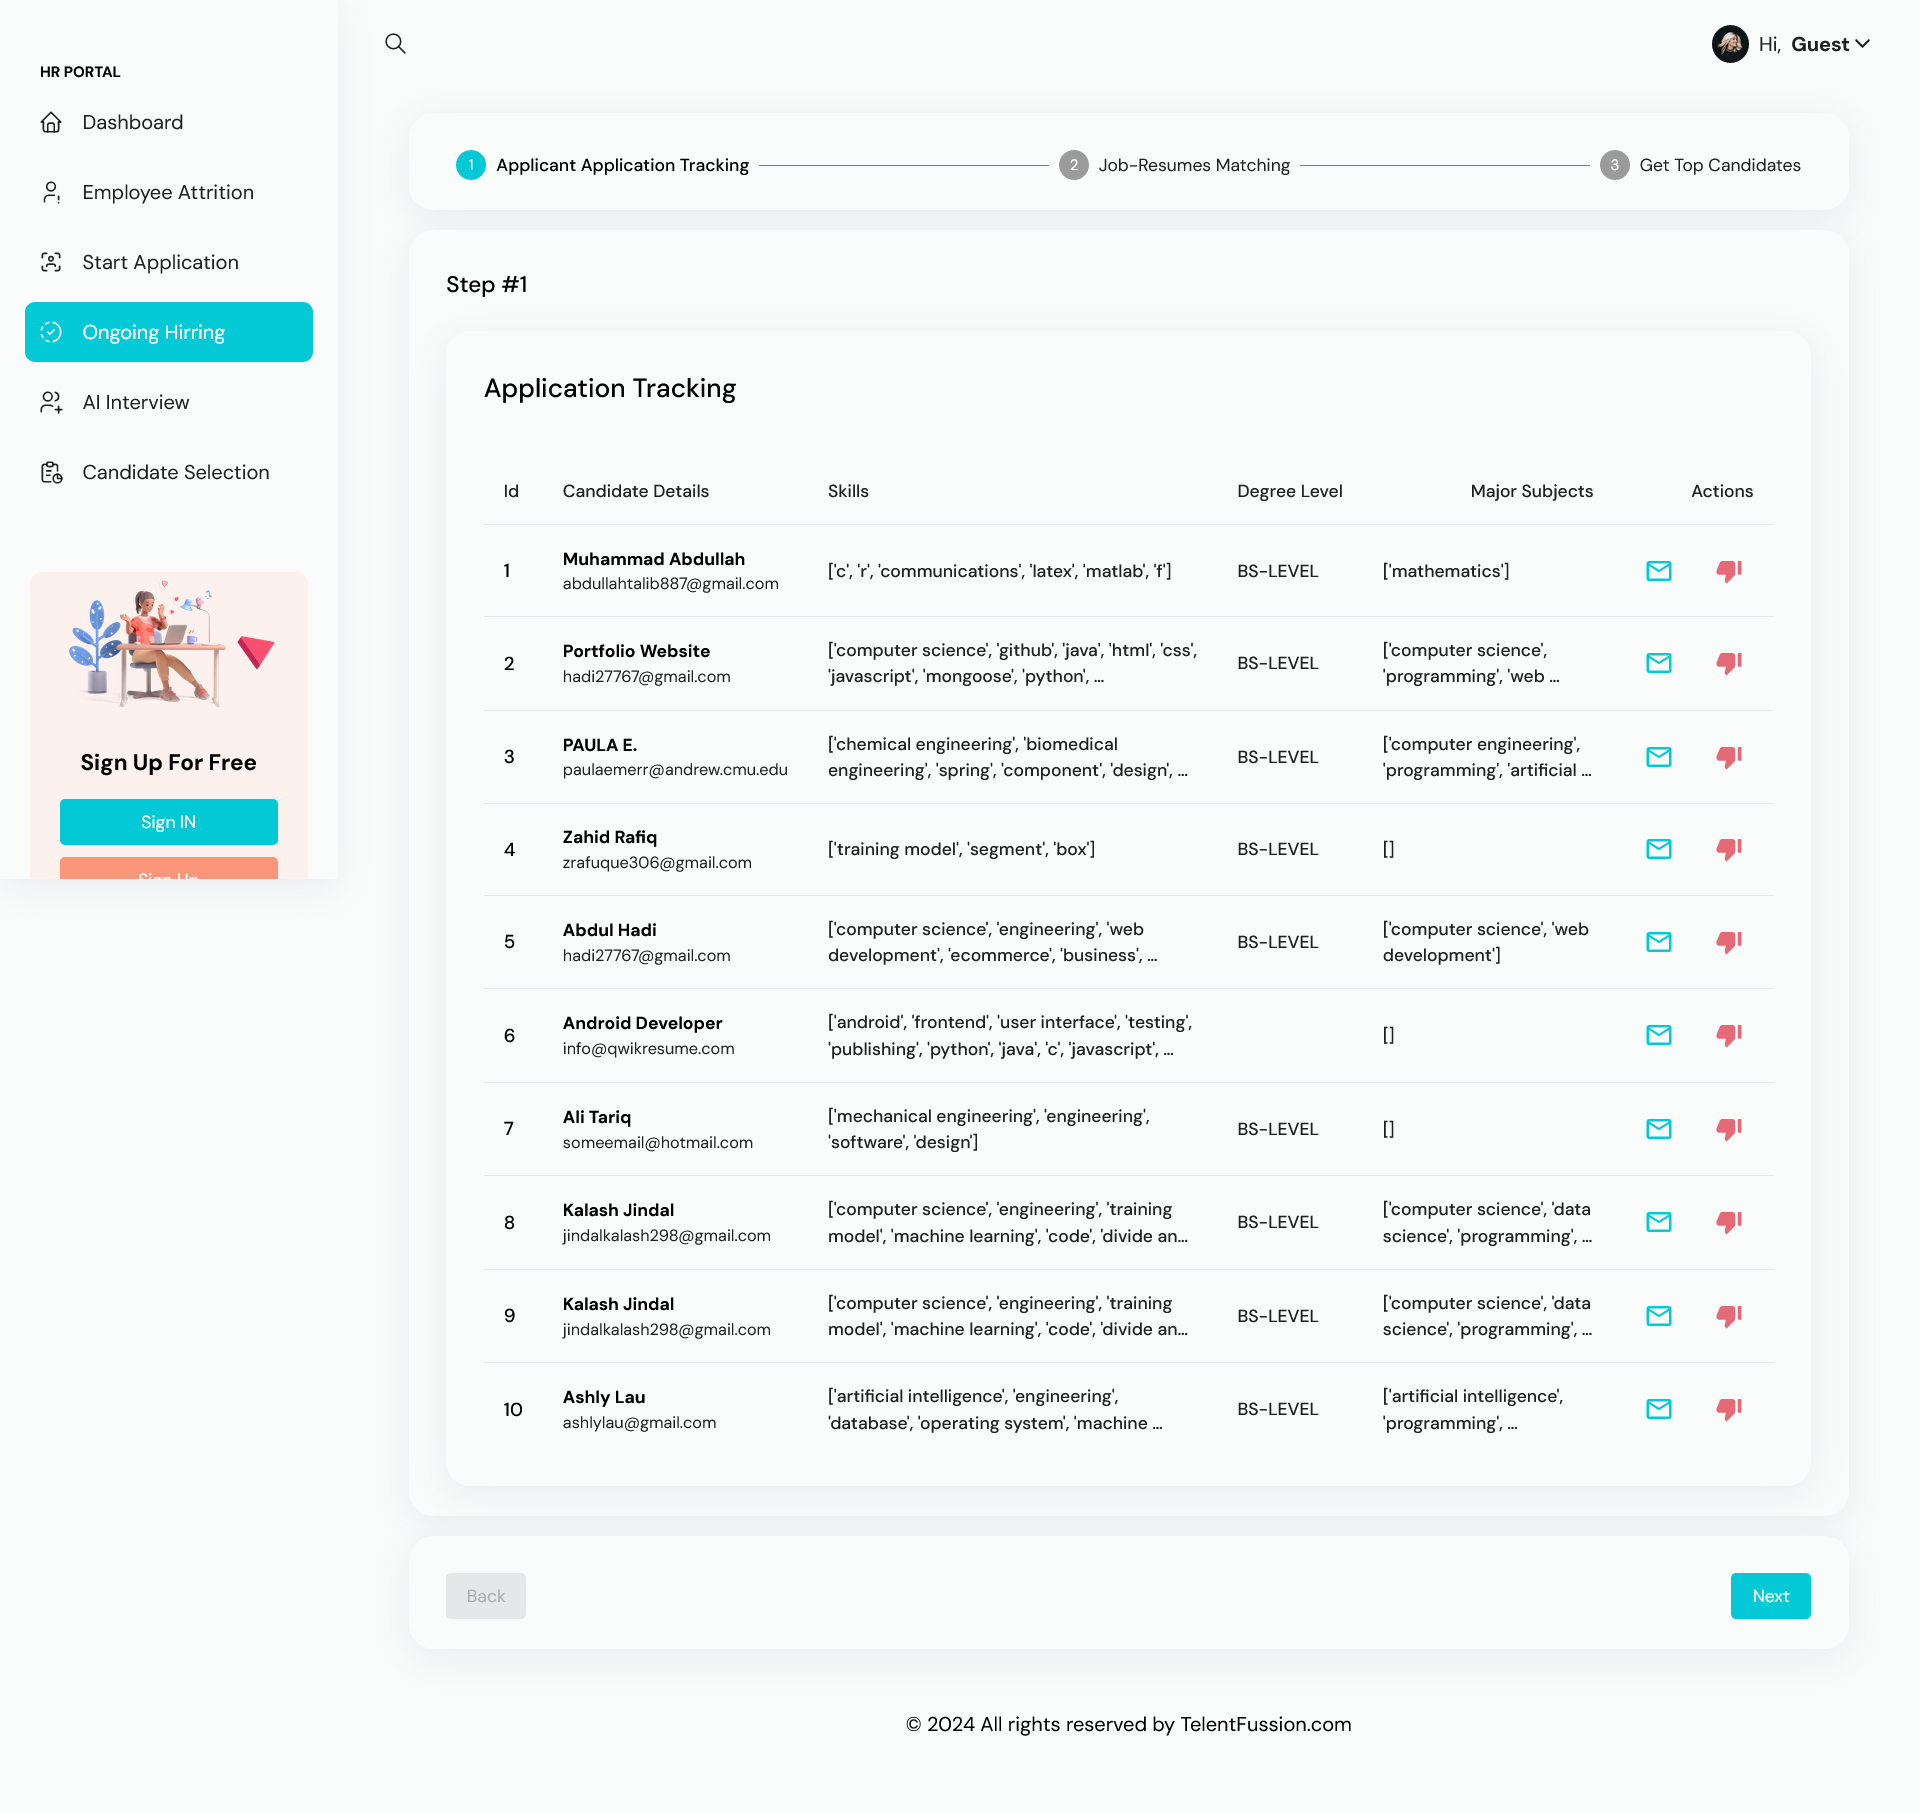 HR PORTAL
Dashboard
Employee Attrition
Start Application
Ongoing Hirring
AI Interview
Candidate Selection
Sign Up For Free
Sign IN
Sign Up
Hi, Guest
1 Applicant Application Tracking
2 Job-Resumes Matching
3 Get Top Candidates
Step #1
Application Tracking
Id Candidate Details Skills Degree Level Major Subjects Actions
1
Muhammad Abdullah
abdullahtalib887@gmail.com
['c', 'r', 'communications', 'latex', 'matlab', 'f']
BS-LEVEL
['mathematics']
2
Portfolio Website
hadi27767@gmail.com
['computer science', 'github', 'java', 'html', 'css',
'javascript', 'mongoose', 'python', ...
BS-LEVEL
['computer science',
'programming', 'web ...
3
PAULA E.
paulaemerr@andrew.cmu.edu
['chemical engineering', 'biomedical
engineering', 'spring', 'component', 'design', ...
BS-LEVEL
['computer engineering',
'programming', 'artificial ...
4
Zahid Rafiq
zrafuque306@gmail.com
['training model', 'segment', 'box']
BS-LEVEL
[]
5
Abdul Hadi
hadi27767@gmail.com
['computer science', 'engineering', 'web
development', 'ecommerce', 'business', ...
BS-LEVEL
['computer science', 'web
development']
6
Android Developer
info@qwikresume.com
['android', 'frontend', 'user interface', 'testing',
'publishing', 'python', 'java', 'c', 'javascript', ...
[]
7
Ali Tariq
someemail@hotmail.com
['mechanical engineering', 'engineering',
'software', 'design']
BS-LEVEL
[]
8
Kalash Jindal
jindalkalash298@gmail.com
['computer science', 'engineering', 'training
model', 'machine learning', 'code', 'divide an...
BS-LEVEL
['computer science', 'data
science', 'programming', ...
9
Kalash Jindal
jindalkalash298@gmail.com
['computer science', 'engineering', 'training
model', 'machine learning', 'code', 'divide an...
BS-LEVEL
['computer science', 'data
science', 'programming', ...
10
Ashly Lau
ashlylau@gmail.com
['artificial intelligence', 'engineering',
'database', 'operating system', 'machine ...
BS-LEVEL
['artificial intelligence',
'programming', ...
Back
Next
© 2024 All rights reserved by TelentFussion.com